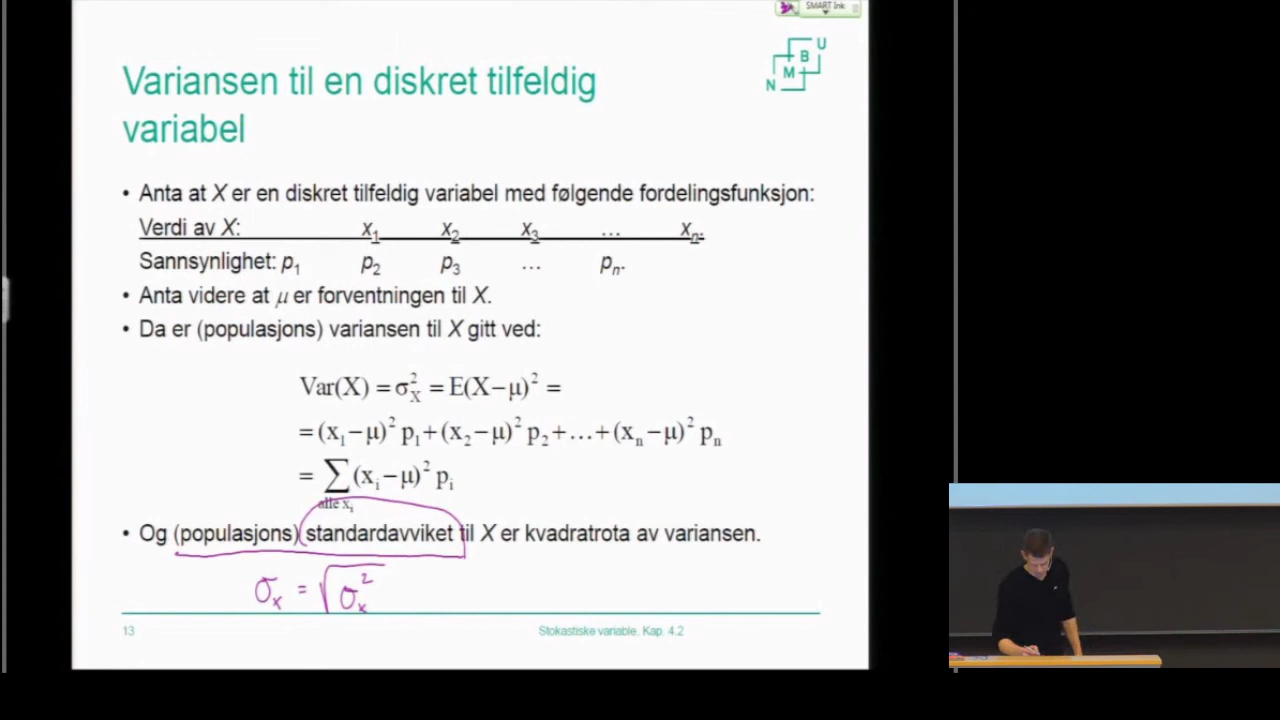 SMART Ink
Variansen til en diskret tilfeldig
variabel
U
B
M
N
• Anta at X er en diskret tilfeldig variabel med følgende fordelingsfunksjon:
Verdi av X: x₁ x₂ x₃ … xₙ.
Sannsynlighet: p₁ p₂ p₃ … pₙ.
• Anta videre at μ er forventningen til X.
• Da er (populasjons) variansen til X gitt ved:
Var(X) = σ_X² = E(X−μ)² =
= (x₁−μ)² p₁+(x₂−μ)² p₂+…+(xₙ−μ)² pₙ
= ∑(xᵢ−μ)² pᵢ
alle xᵢ
• Og (populasjons) standardavviket til X er kvadratrota av variansen.
σₓ = √σₓ²
13 Stokastiske variable. Kap. 4.2